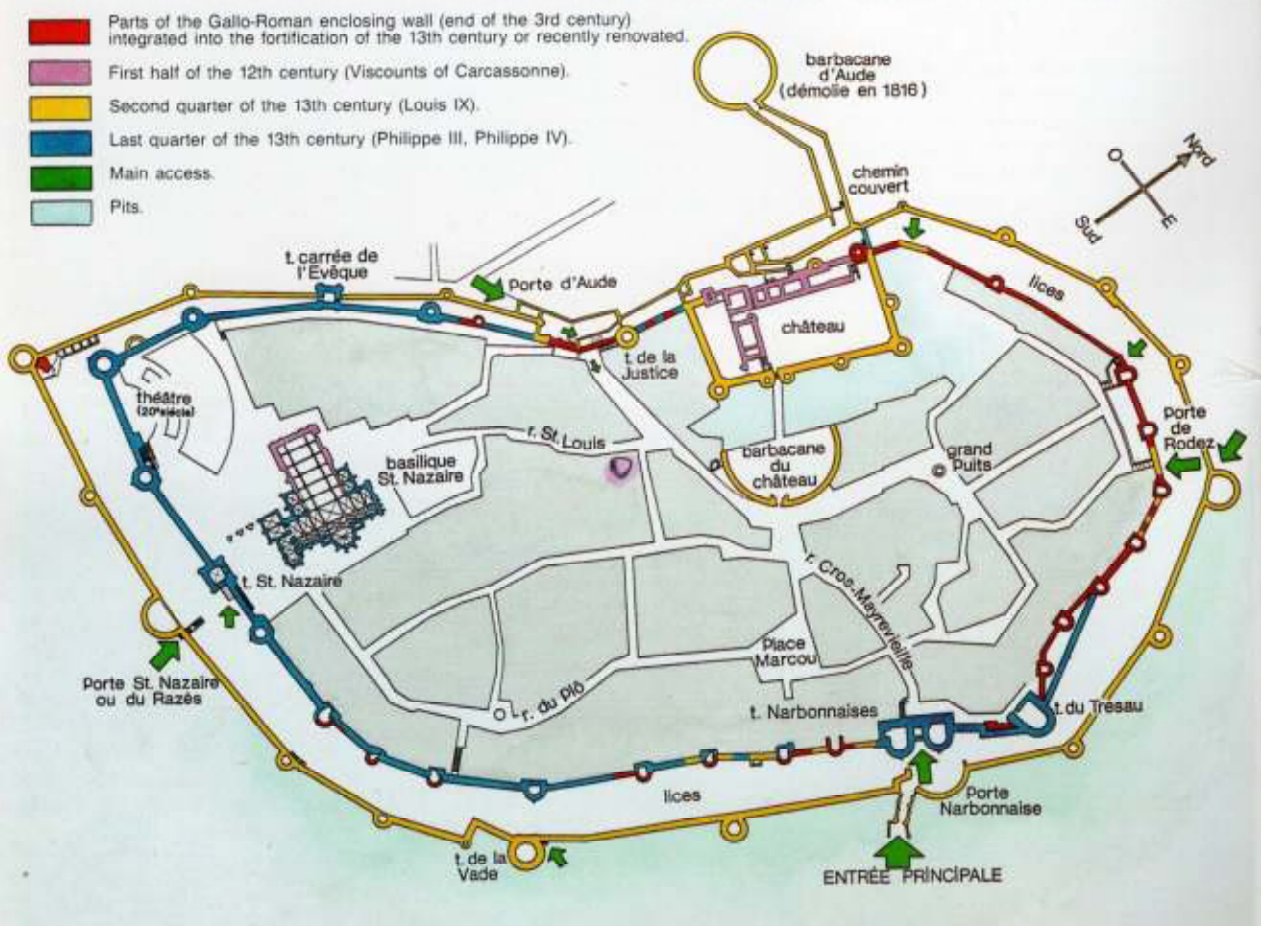 Parts of the Gallo-Roman enclosing wall (end of the 3rd century)
integrated into the fortification of the 13th century or recently renovated.
First half of the 12th century (Viscounts of Carcassonne).
Second quarter of the 13th century (Louis IX).
Last quarter of the 13th century (Philippe III, Philippe IV).
Main access.
Pits.
barbacane
d'Aude
(démolie en 1816)
Nord
O
E
Sud
chemin
couvert
t. carrée de
l'Evêque
Porte d'Aude
lices
château
t. de la
Justice
théâtre
(20e siècle)
Porte
de
Rodez
r. St. Louis
basilique
St. Nazaire
barbacane
du
château
grand
Puits
t. St. Nazaire
r. Cros-Mayrevieille
Place
Marcou
Porte St. Nazaire
ou du Razès
r. du Plô
t. Narbonnaises
t. du Trésau
lices
Porte
Narbonnaise
t. de la
Vade
ENTRÉE PRINCIPALE